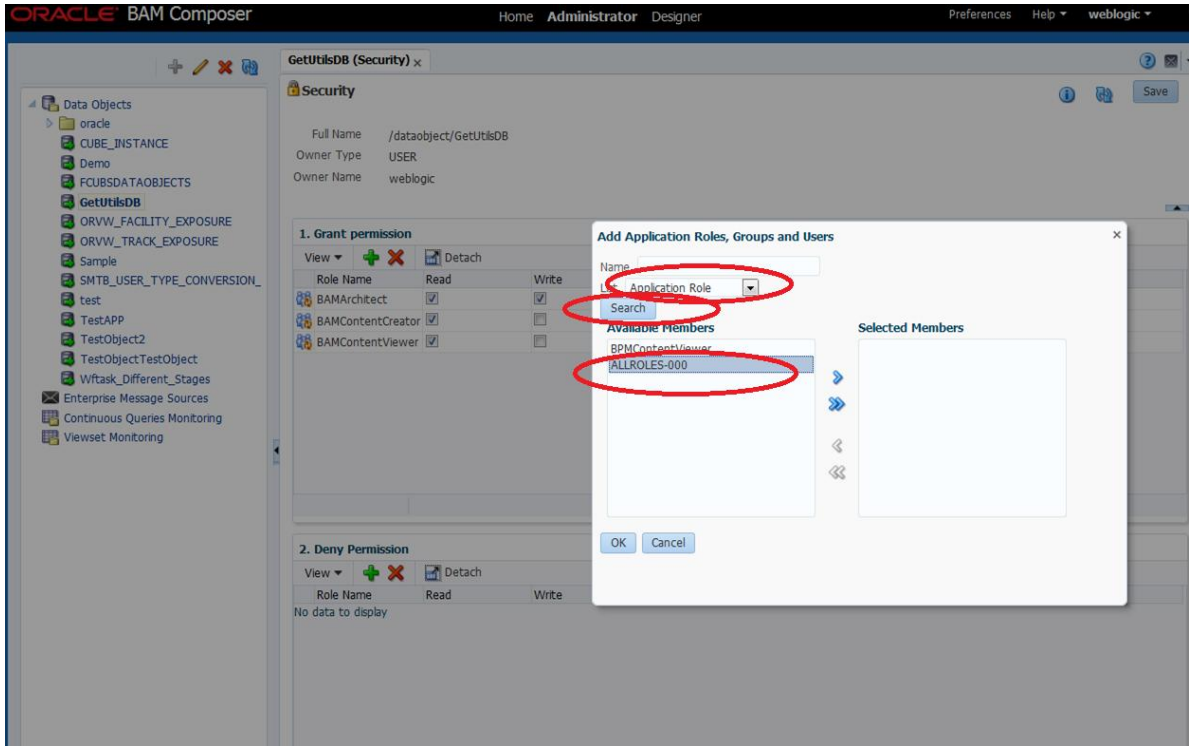 ORACLE BAM Composer
Home Administrator Designer
Preferences Help weblogic
Data Objects
oracle
CUBE_INSTANCE
Demo
FCUBSDATAOBJECTS
GetUtilsDB
ORVW_FACILITY_EXPOSURE
ORVW_TRACK_EXPOSURE
Sample
SMTB_USER_TYPE_CONVERSION_
test
TestAPP
TestObject2
TestObjectTestObject
Wftask_Different_Stages
Enterprise Message Sources
Continuous Queries Monitoring
Viewset Monitoring
GetUtilsDB (Security)
Security
Save
Full Name /dataobject/GetUtilsDB
Owner Type USER
Owner Name weblogic
1. Grant permission
View Detach
Role Name Read Write
BAMArchitect
BAMContentCreator
BAMContentViewer
2. Deny Permission
View Detach
Role Name Read Write
No data to display
Add Application Roles, Groups and Users
Name
Application Role
Search
Available Members
BPMContentViewer
ALLROLES-000
Selected Members
OK Cancel